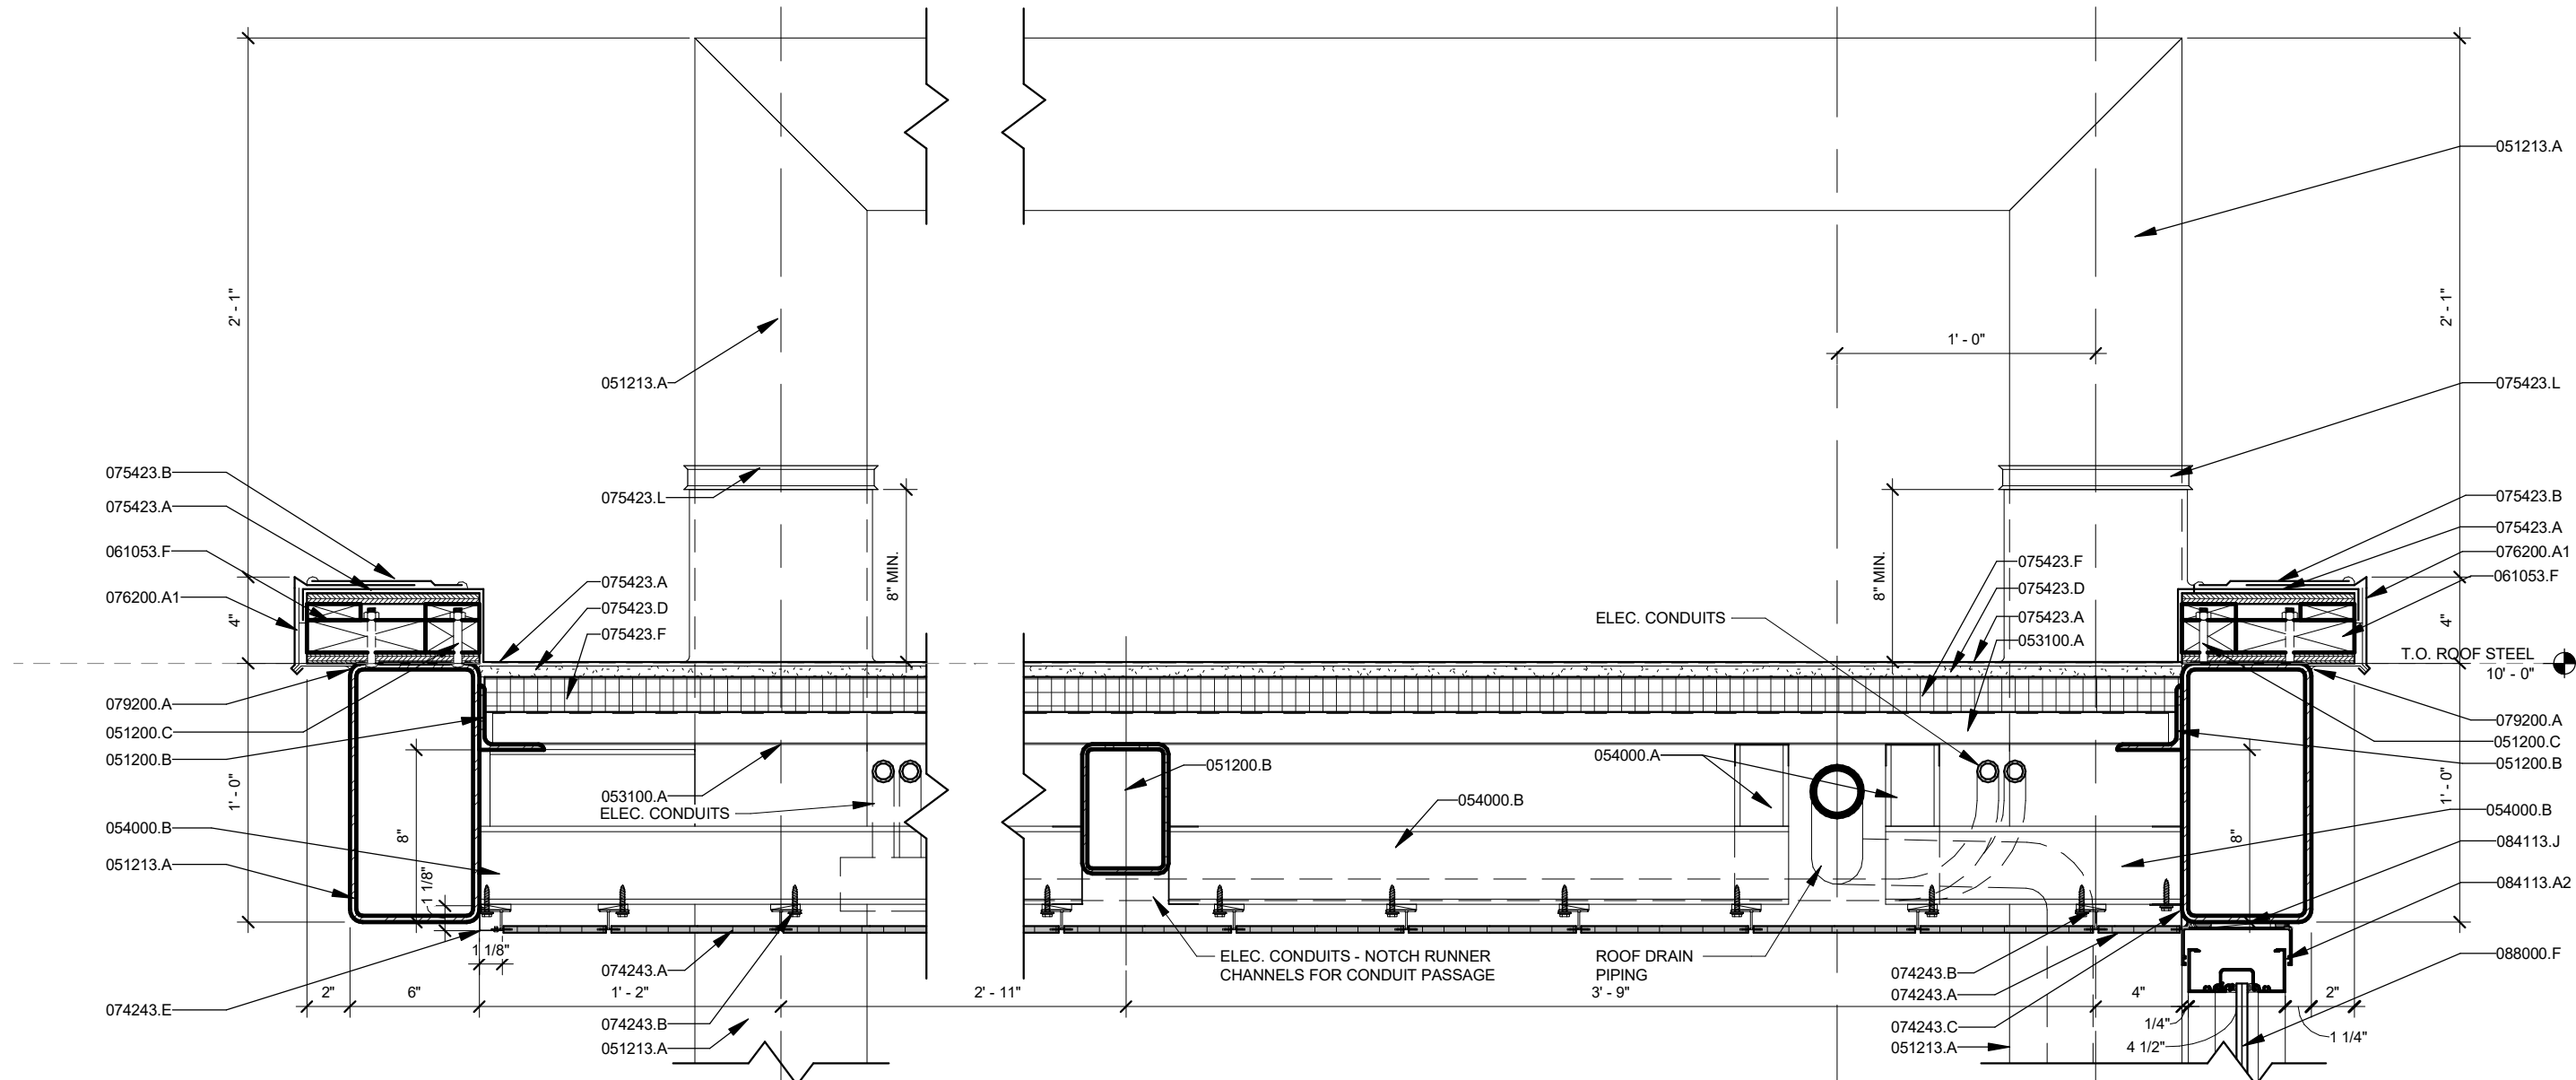 051213.A
2' - 1"
2' - 1"
1' - 0"
051213.A
075423.L
075423.B
075423.A
061053.F
076200.A1
075423.L
8" MIN.
8" MIN.
075423.B
075423.A
076200.A1
061053.F
4"
4"
075423.A
075423.D
075423.F
075423.F
075423.D
075423.A
053100.A
ELEC. CONDUITS
T.O. ROOF STEEL
10' - 0"
079200.A
051200.C
051200.B
054000.B
051213.A
1' - 0"
8"
1 1/8"
053100.A
ELEC. CONDUITS
051200.B
054000.A
054000.B
079200.A
051200.C
051200.B
1' - 0"
8"
054000.B
084113.J
084113.A2
088000.F
1 1/8"
074243.A
ELEC. CONDUITS - NOTCH RUNNER
CHANNELS FOR CONDUIT PASSAGE
ROOF DRAIN
PIPING
074243.B
074243.A
2"
6"
1' - 2"
2' - 11"
3' - 9"
4"
2"
074243.E
074243.B
051213.A
074243.C
051213.A
1/4"
4 1/2"
1 1/4"